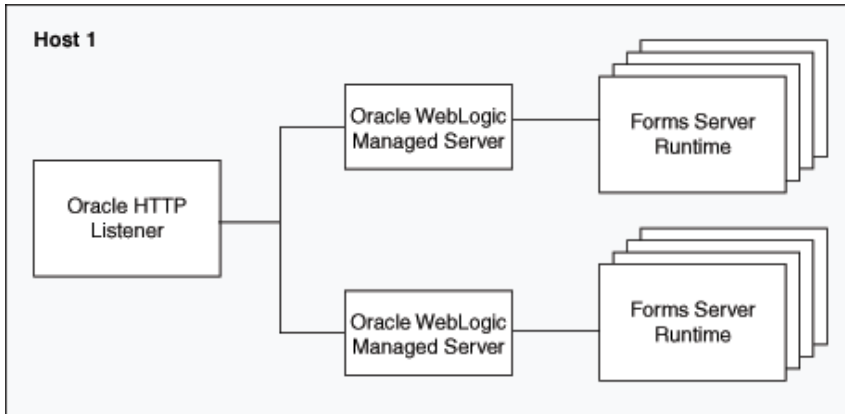 Host 1
Oracle HTTP
Listener
Oracle WebLogic
Managed Server
Forms Server
Runtime
Oracle WebLogic
Managed Server
Forms Server
Runtime